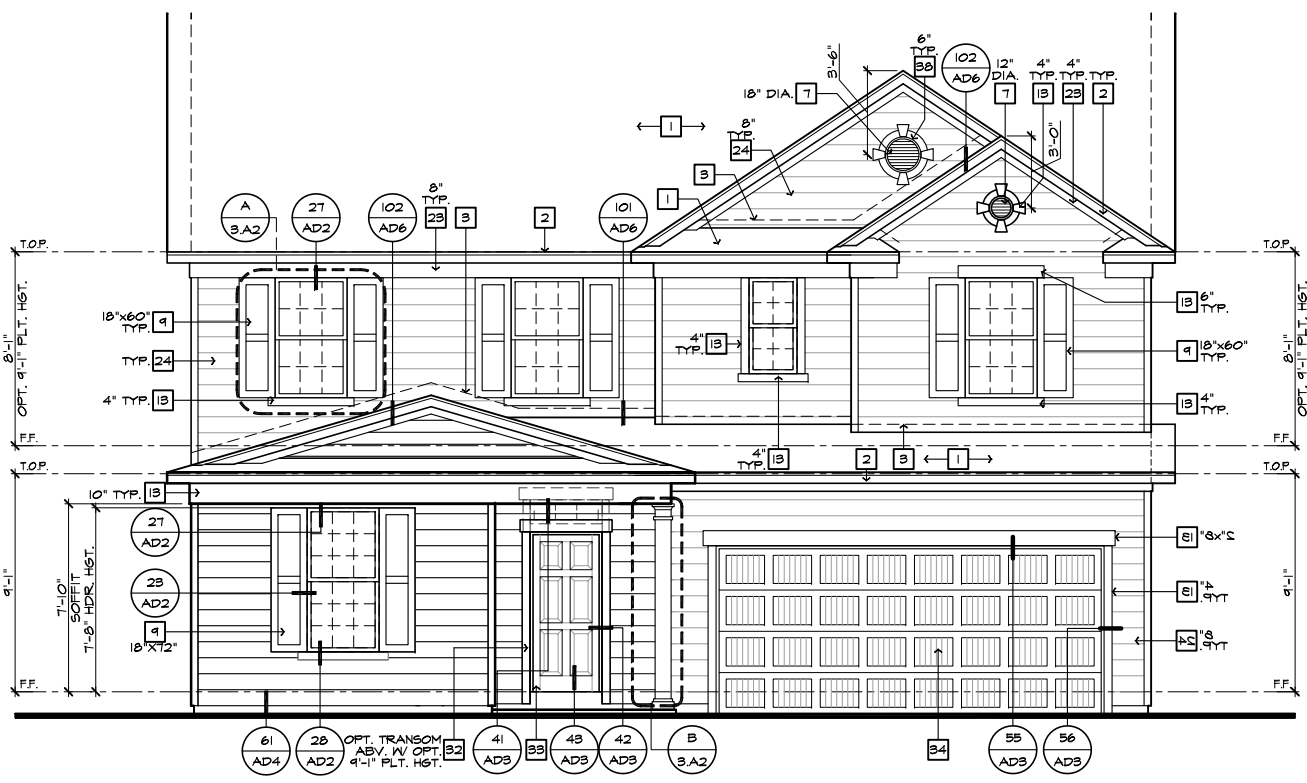 6"
TYP.
38
102
AD6
12"
DIA.
7
4"
TYP.
13
4"
TYP.
23
TYP.
2
3'-6"
18" DIA. 7
3'-0"
1
8"
TYP.
24
3
1
A
3.A2
27
AD2
102
AD6
8"
TYP.
23
3
2
101
AD6
T.O.P.
T.O.P.
18"x60"
TYP. 9
TYP. 24
4" TYP. 13
8'-1"
OPT. 9'-1" PLT. HGT.
4"
TYP. 13
13 6"
TYP.
9 18"x60"
TYP.
13 4"
TYP.
8'-1"
OPT. 9'-1" PLT. HGT.
F.F.
F.F.
4"
TYP. 13
2
3
1
T.O.P.
T.O.P.
10" TYP. 13
27
AD2
23
AD2
9
18"X72"
9'-1"
7'-10"
SOFFIT
7'-8" HDR. HGT.
13 2"x8"
13 4"
TYP.
24 8"
TYP.
9'-1"
F.F.
F.F.
61
AD4
28
AD2
OPT. TRANSOM
ABV. W/ OPT.
9'-1" PLT. HGT.
32
41
AD3
33
43
AD3
42
AD3
B
3.A2
34
55
AD3
56
AD3